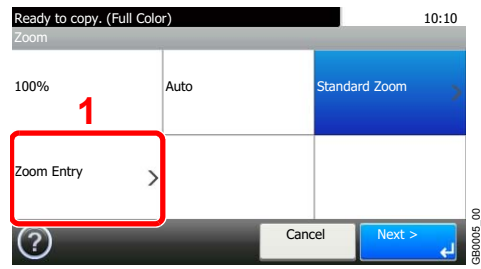 Ready to copy. (Full Color) 10:10
Zoom
100% Auto Standard Zoom
1
Zoom Entry
? Cancel Next >
GB0005_00